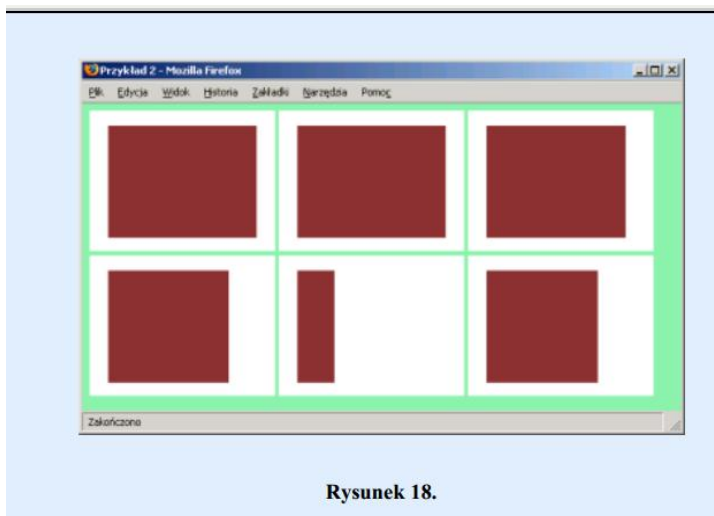 Przykład 2 - Mozilla Firefox
Plik Edycja Widok Historia Zakładki Narzędzia Pomoc
Zakończono
Rysunek 18.